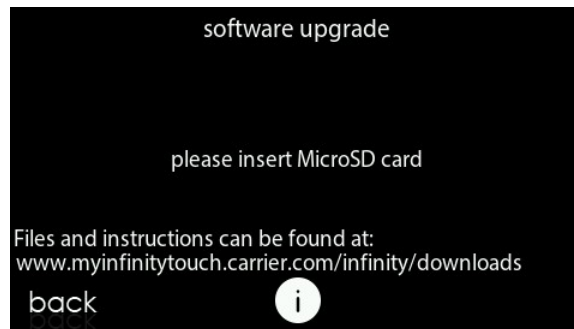 software upgrade
please insert MicroSD card
Files and instructions can be found at:
www.myinfinitytouch.carrier.com/infinity/downloads
back
i